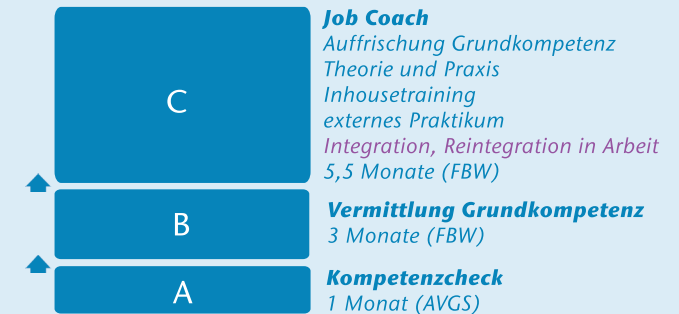 C
Job Coach
Auffrischung Grundkompetenz
Theorie und Praxis
Inhousetraining
externes Praktikum
Integration, Reintegration in Arbeit
5,5 Monate (FBW)
B
Vermittlung Grundkompetenz
3 Monate (FBW)
A
Kompetenzcheck
1 Monat (AVGS)